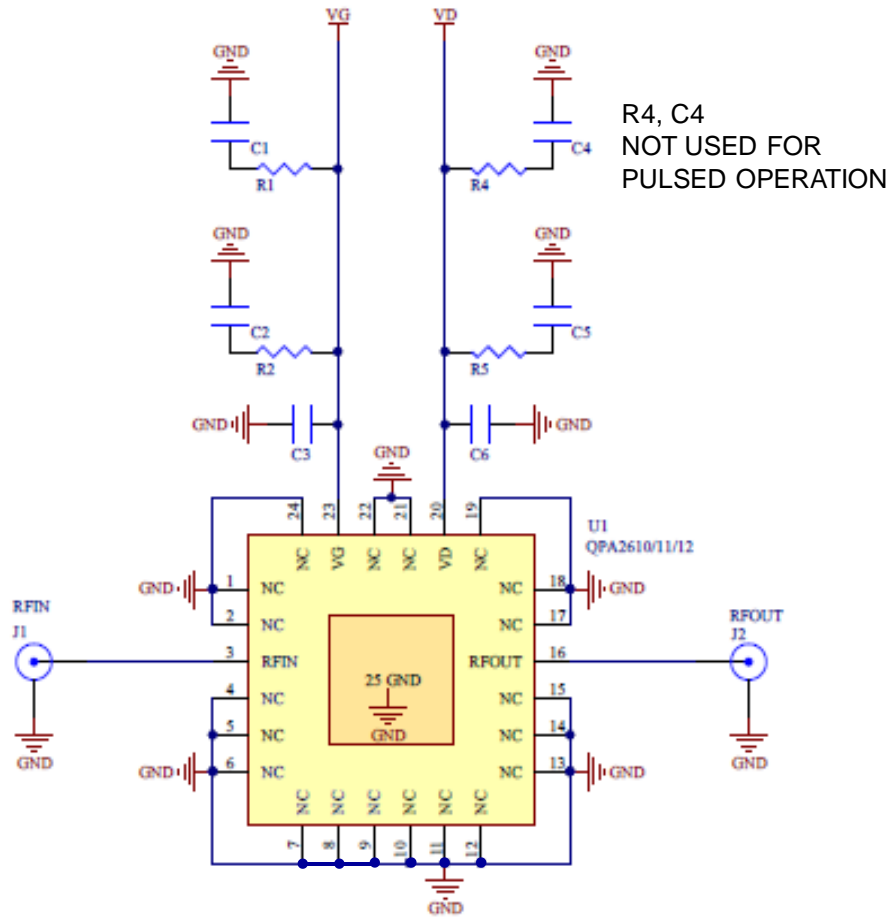 VG VD
GND GND
C1 C4
R1 R4
R4, C4
NOT USED FOR
PULSED OPERATION
GND GND
C2 C5
R2 R5
GND C3 C6 GND
GND
24 23 22 21 20 19
NC VG NC NC VD NC
U1
QPA2610/11/12
GND 1 NC NC 18 GND
2 NC NC 17
RFIN
J1
3 RFIN RFOUT 16
RFOUT
J2
25 GND
GND
4 NC NC 15
5 NC NC 14
GND 6 NC NC 13 GND
GND GND
NC NC NC NC NC NC
7 8 9 10 11 12
GND